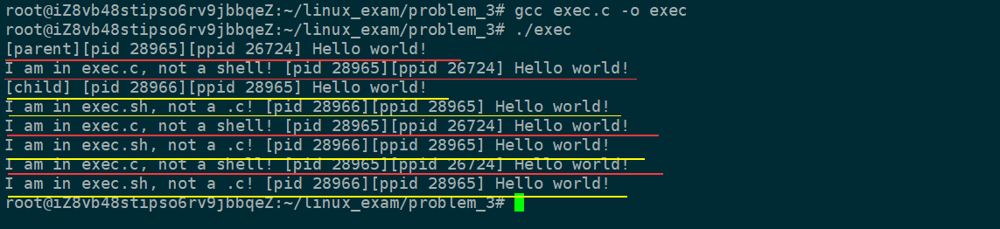 root@iZ8vb48stipso6rv9jbbqeZ:~/linux_exam/problem_3# gcc exec.c -o exec
root@iZ8vb48stipso6rv9jbbqeZ:~/linux_exam/problem_3# ./exec
[parent][pid 28965][ppid 26724] Hello world!
I am in exec.c, not a shell! [pid 28965][ppid 26724] Hello world!
[child] [pid 28966][ppid 28965] Hello world!
I am in exec.sh, not a .c! [pid 28966][ppid 28965] Hello world!
I am in exec.c, not a shell! [pid 28965][ppid 26724] Hello world!
I am in exec.sh, not a .c! [pid 28966][ppid 28965] Hello world!
I am in exec.c, not a shell! [pid 28965][ppid 26724] Hello world!
I am in exec.sh, not a .c! [pid 28966][ppid 28965] Hello world!
root@iZ8vb48stipso6rv9jbbqeZ:~/linux_exam/problem_3#